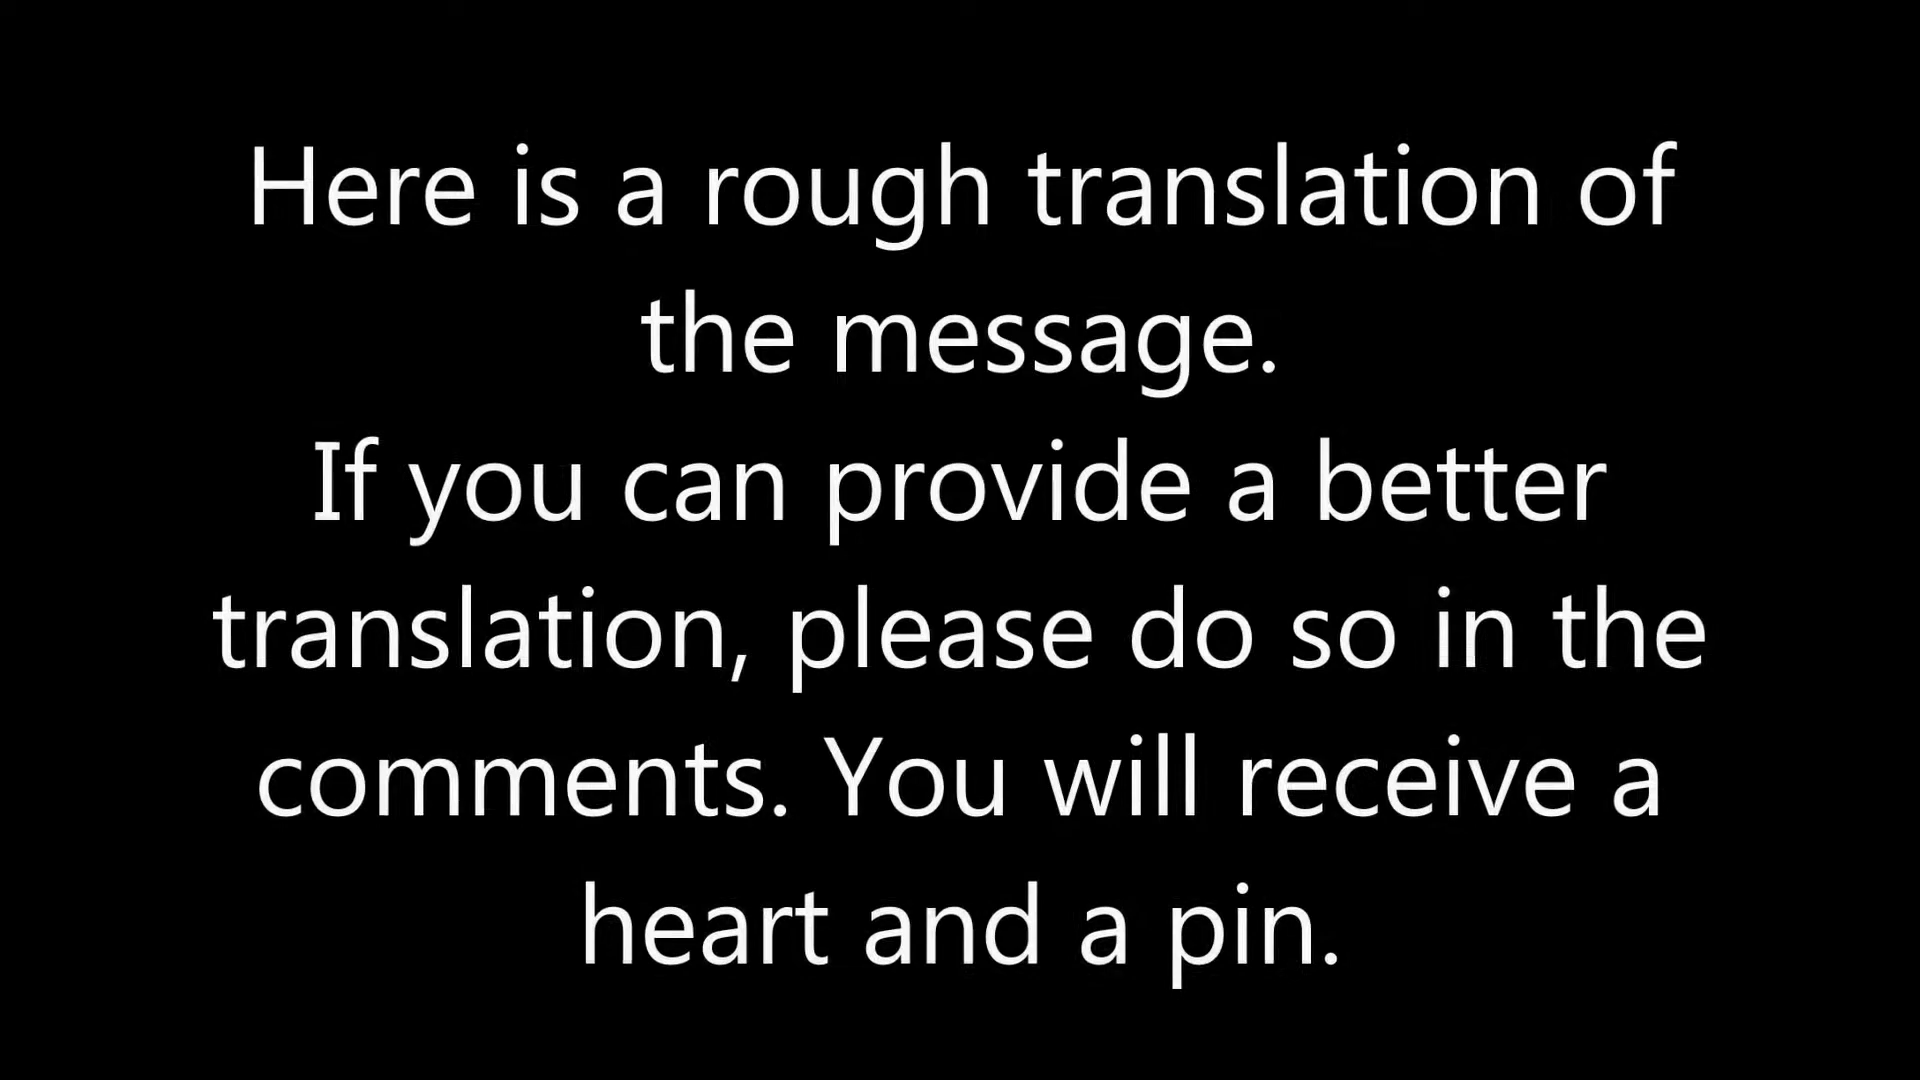 Here is a rough translation of
the message.
If you can provide a better
translation, please do so in the
comments. You will receive a
heart and a pin.